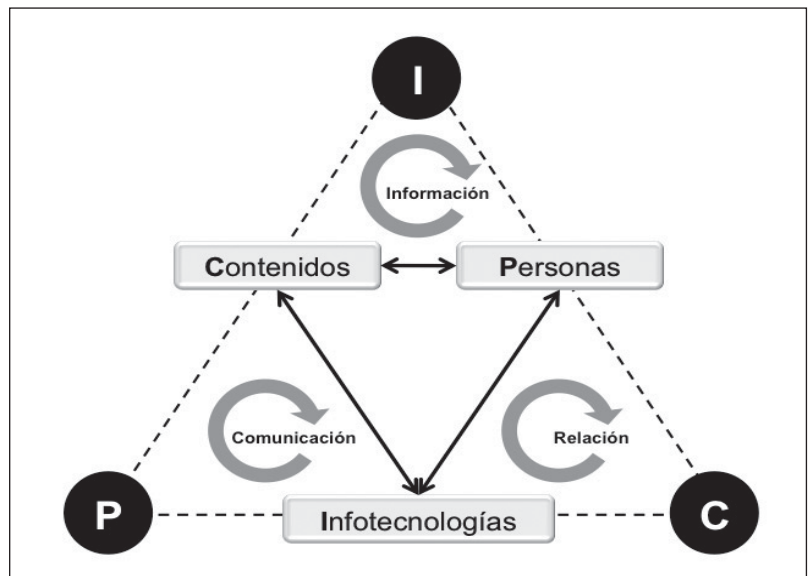 I
Información
Contenidos
Personas
Comunicación
Relación
P
Infotecnologías
C